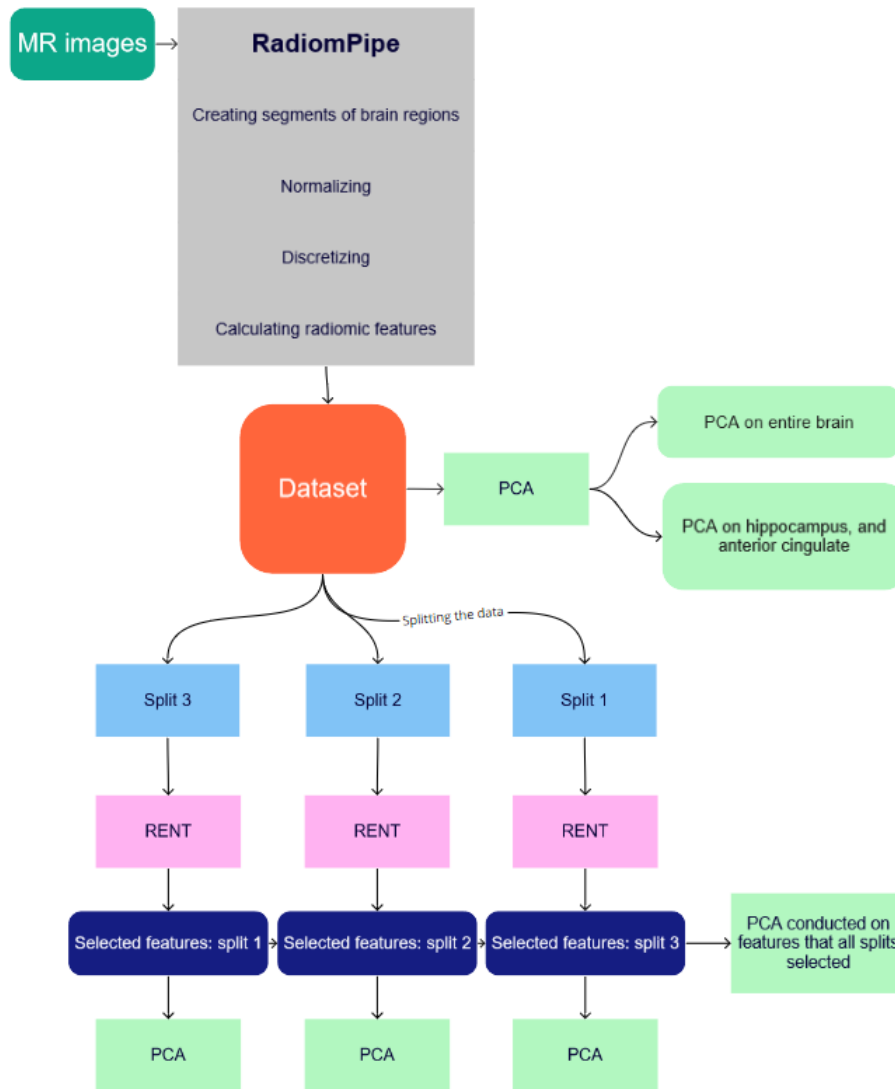 MR images
RadiomPipe
Creating segments of brain regions
Normalizing
Discretizing
Calculating radiomic features
Dataset
PCA
PCA on entire brain
PCA on hippocampus, and
anterior cingulate
Splitting the data
Split 3
Split 2
Split 1
RENT
RENT
RENT
Selected features: split 1
Selected features: split 2
Selected features: split 3
PCA conducted on
features that all splits
selected
PCA
PCA
PCA